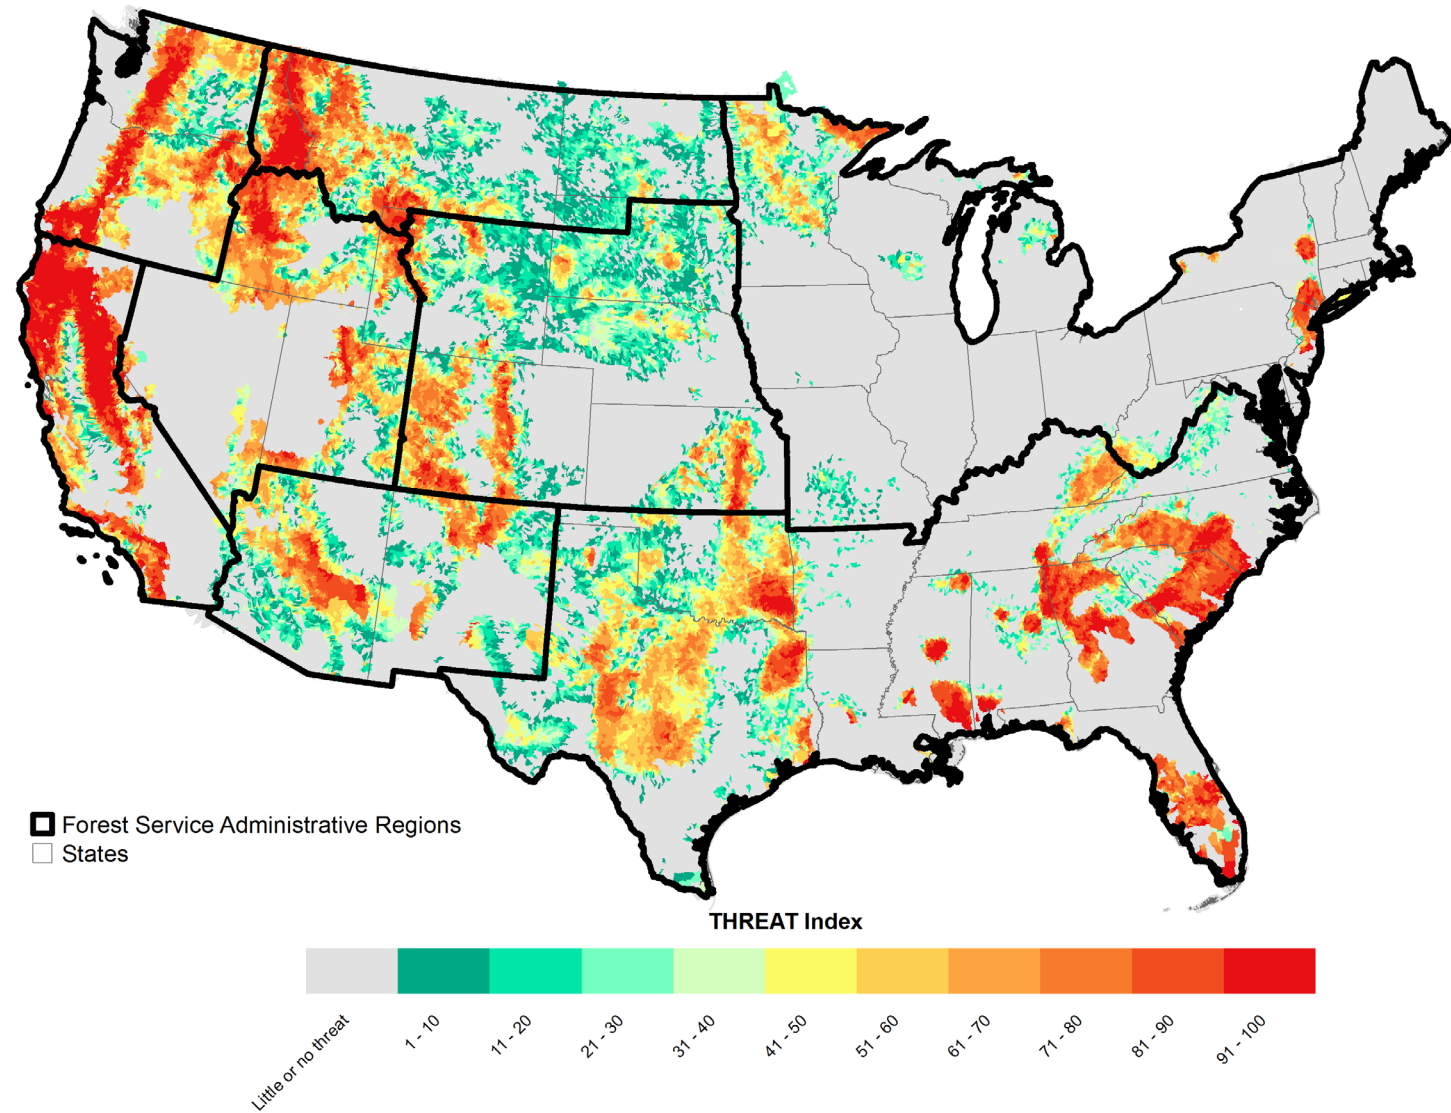 Forest Service Administrative Regions
States
THREAT Index
Little or no threat
1 - 10
11 - 20
21 - 30
31 - 40
41 - 50
51 - 60
61 - 70
71 - 80
81 - 90
91 - 100